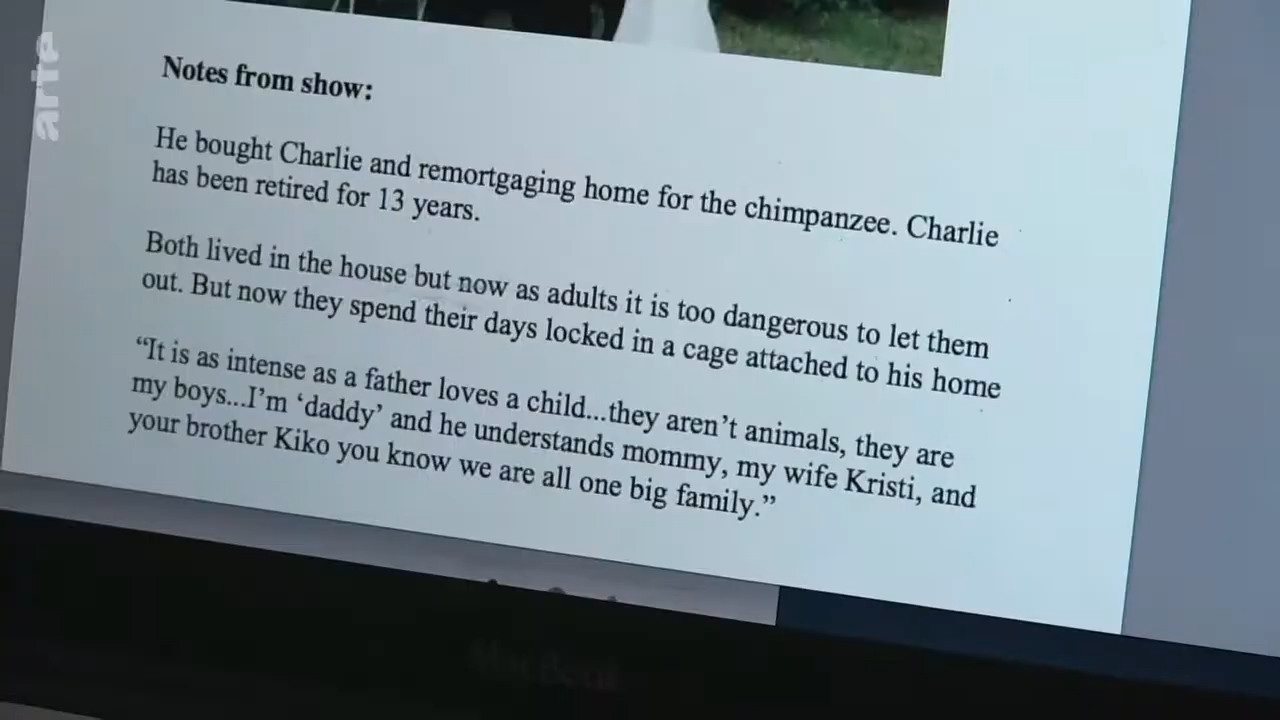 arte
Notes from show:
He bought Charlie and remortgaging home for the chimpanzee. Charlie
has been retired for 13 years.
Both lived in the house but now as adults it is too dangerous to let them
out. But now they spend their days locked in a cage attached to his home
“It is as intense as a father loves a child...they aren’t animals, they are
my boys...I’m ‘daddy’ and he understands mommy, my wife Kristi, and
your brother Kiko you know we are all one big family.”
MacBook